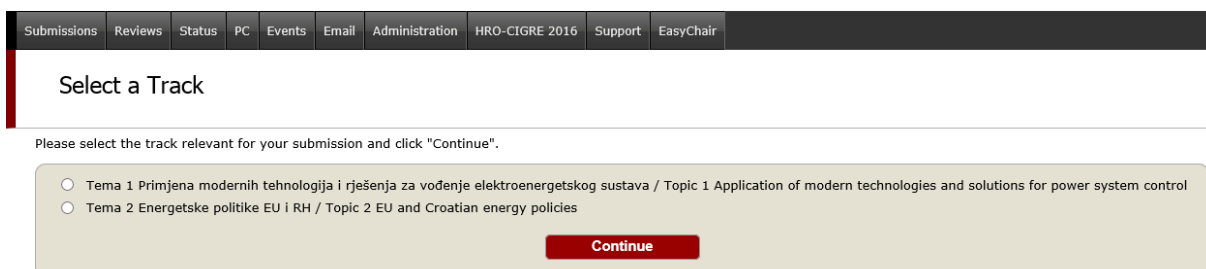 Submissions Reviews Status PC Events Email Administration HRO-CIGRE 2016 Support EasyChair
Select a Track
Please select the track relevant for your submission and click "Continue".
Tema 1 Primjena modernih tehnologija i rješenja za vođenje elektroenergetskog sustava / Topic 1 Application of modern technologies and solutions for power system control
Tema 2 Energetske politike EU i RH / Topic 2 EU and Croatian energy policies
Continue